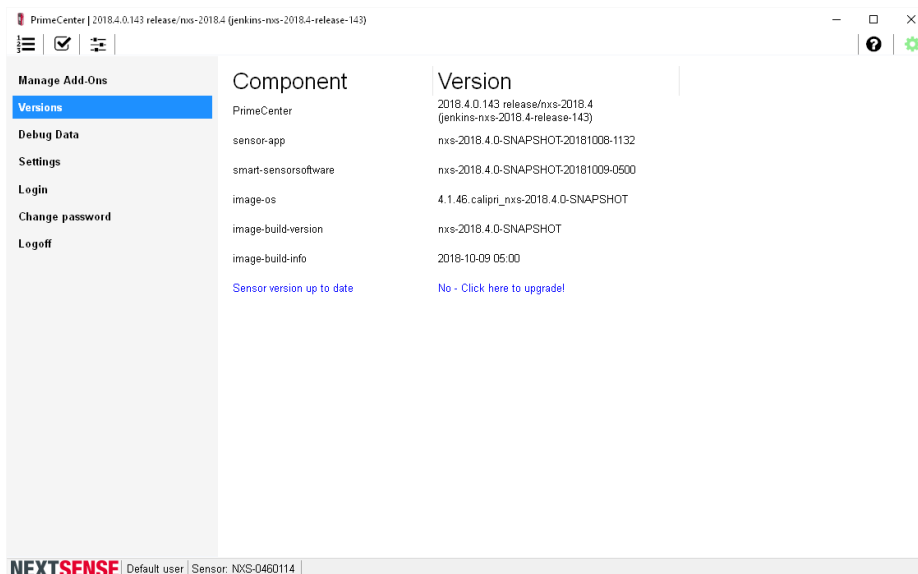 PrimeCenter | 2018.4.0.143 release/nxs-2018.4 (jenkins-nxs-2018.4-release-143)
Manage Add-Ons
Versions
Debug Data
Settings
Login
Change password
Logoff
Component Version
PrimeCenter 2018.4.0.143 release/nxs-2018.4
(jenkins-nxs-2018.4-release-143)
sensor-app nxs-2018.4.0-SNAPSHOT-20181008-1132
smart-sensorsoftware nxs-2018.4.0-SNAPSHOT-20181009-0500
image-os 4.1.46.calipri_nxs-2018.4.0-SNAPSHOT
image-build-version nxs-2018.4.0-SNAPSHOT
image-build-info 2018-10-09 05:00
Sensor version up to date No - Click here to upgrade!
NEXTSENSE Default user Sensor: NXS-0460114